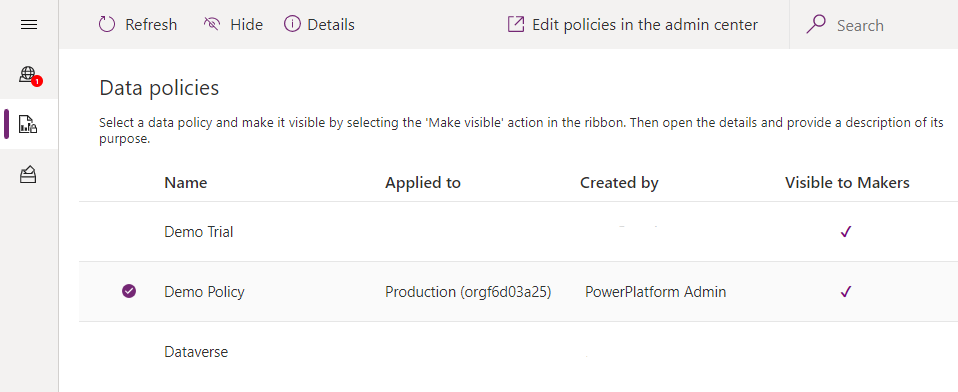 Refresh Hide Details Edit policies in the admin center Search
1
Data policies
Select a data policy and make it visible by selecting the 'Make visible' action in the ribbon. Then open the details and provide a description of its
purpose.
Name Applied to Created by Visible to Makers
Demo Trial
Demo Policy Production (orgf6d03a25) PowerPlatform Admin
Dataverse